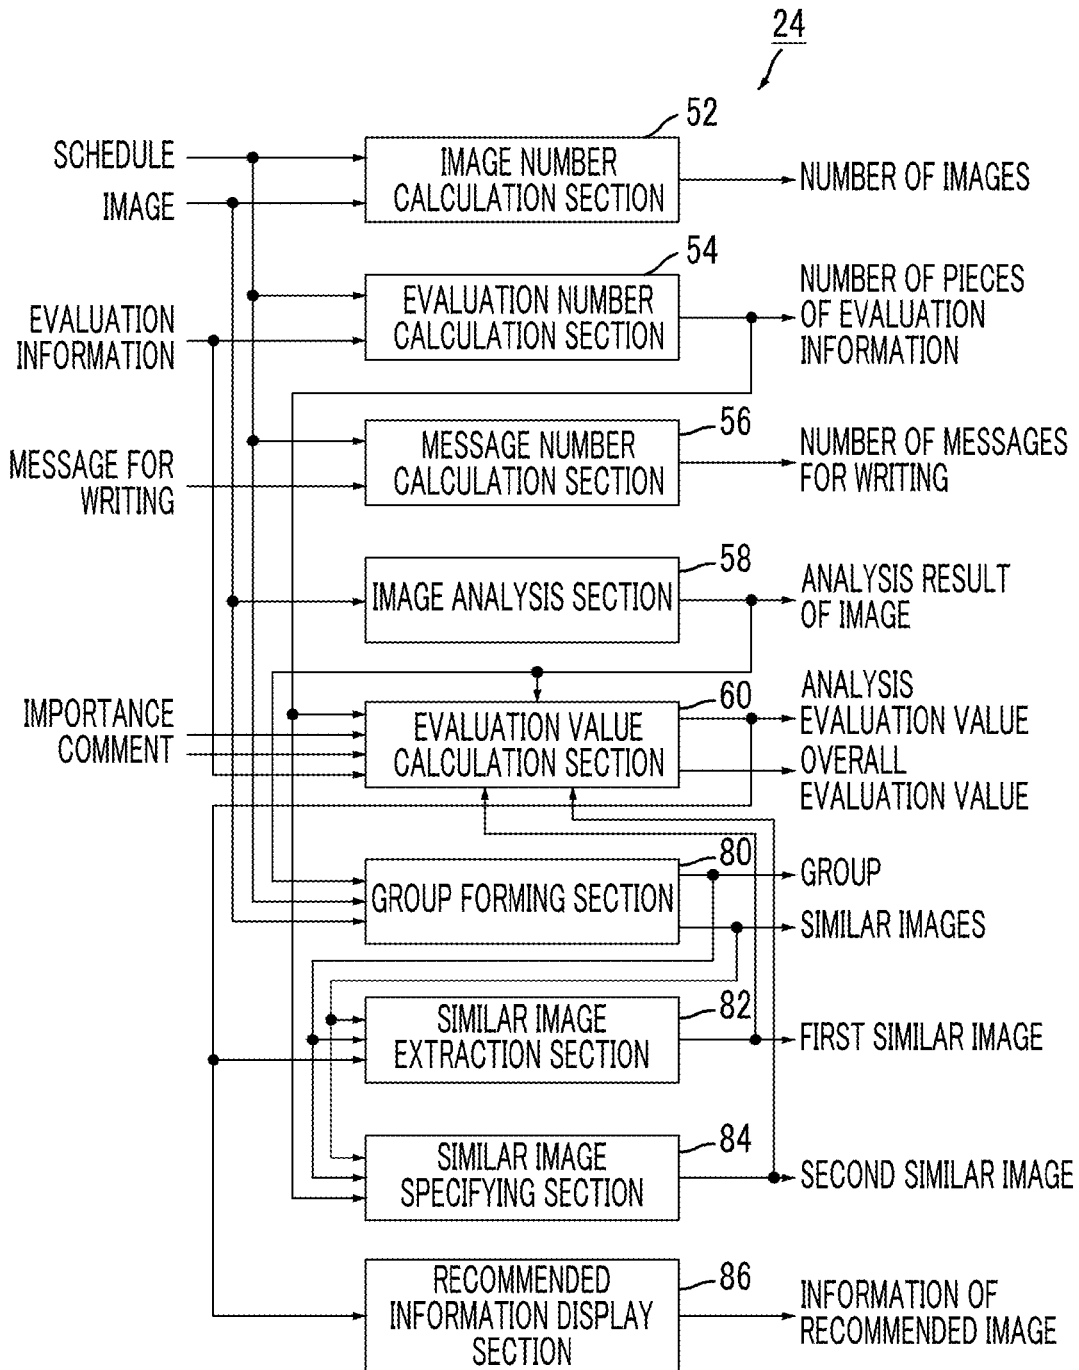 24
52
SCHEDULE
IMAGE
IMAGE NUMBER
CALCULATION SECTION
NUMBER OF IMAGES
54
EVALUATION
INFORMATION
EVALUATION NUMBER
CALCULATION SECTION
NUMBER OF PIECES
OF EVALUATION
INFORMATION
56
MESSAGE FOR
WRITING
MESSAGE NUMBER
CALCULATION SECTION
NUMBER OF MESSAGES
FOR WRITING
58
IMAGE ANALYSIS SECTION
ANALYSIS RESULT
OF IMAGE
60
IMPORTANCE
COMMENT
EVALUATION VALUE
CALCULATION SECTION
ANALYSIS
EVALUATION VALUE
OVERALL
EVALUATION VALUE
80
GROUP FORMING SECTION
GROUP
SIMILAR IMAGES
82
SIMILAR IMAGE
EXTRACTION SECTION
FIRST SIMILAR IMAGE
84
SIMILAR IMAGE
SPECIFYING SECTION
SECOND SIMILAR IMAGE
86
RECOMMENDED
INFORMATION DISPLAY
SECTION
INFORMATION OF
RECOMMENDED IMAGE